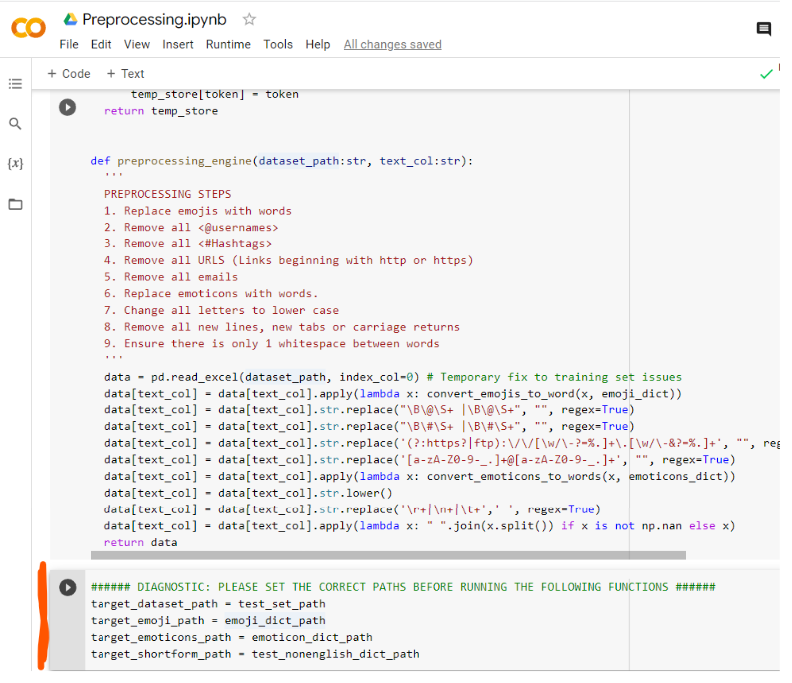 CO Preprocessing.ipynb
File Edit View Insert Runtime Tools Help All changes saved
+ Code + Text
temp_store[token] = token
return temp_store
{x}
def preprocessing_engine(dataset_path:str, text_col:str):
'''
PREPROCESSING STEPS
1. Replace emojis with words
2. Remove all <@usernames>
3. Remove all <#Hashtags>
4. Remove all URLS (Links beginning with http or https)
5. Remove all emails
6. Replace emoticons with words.
7. Change all letters to lower case
8. Remove all new lines, new tabs or carriage returns
9. Ensure there is only 1 whitespace between words
'''
data = pd.read_excel(dataset_path, index_col=0) # Temporary fix to training set issues
data[text_col] = data[text_col].apply(lambda x: convert_emojis_to_word(x, emoji_dict))
data[text_col] = data[text_col].str.replace("\B\@\S+ |\B\@\S+", "", regex=True)
data[text_col] = data[text_col].str.replace("\B\#\S+ |\B\#\S+", "", regex=True)
data[text_col] = data[text_col].str.replace('(?:https?|ftp):\/\/[\w/\-?=%.]+\.[\w/\-&?=%.]+', "", reg
data[text_col] = data[text_col].str.replace('[a-zA-Z0-9-_.]+@[a-zA-Z0-9-_.]+', "", regex=True)
data[text_col] = data[text_col].apply(lambda x: convert_emoticons_to_words(x, emoticons_dict))
data[text_col] = data[text_col].str.lower()
data[text_col] = data[text_col].str.replace('\r+|\n+|\t+',' ', regex=True)
data[text_col] = data[text_col].apply(lambda x: " ".join(x.split()) if x is not np.nan else x)
return data
###### DIAGNOSTIC: PLEASE SET THE CORRECT PATHS BEFORE RUNNING THE FOLLOWING FUNCTIONS ######
target_dataset_path = test_set_path
target_emoji_path = emoji_dict_path
target_emoticons_path = emoticon_dict_path
target_shortform_path = test_nonenglish_dict_path